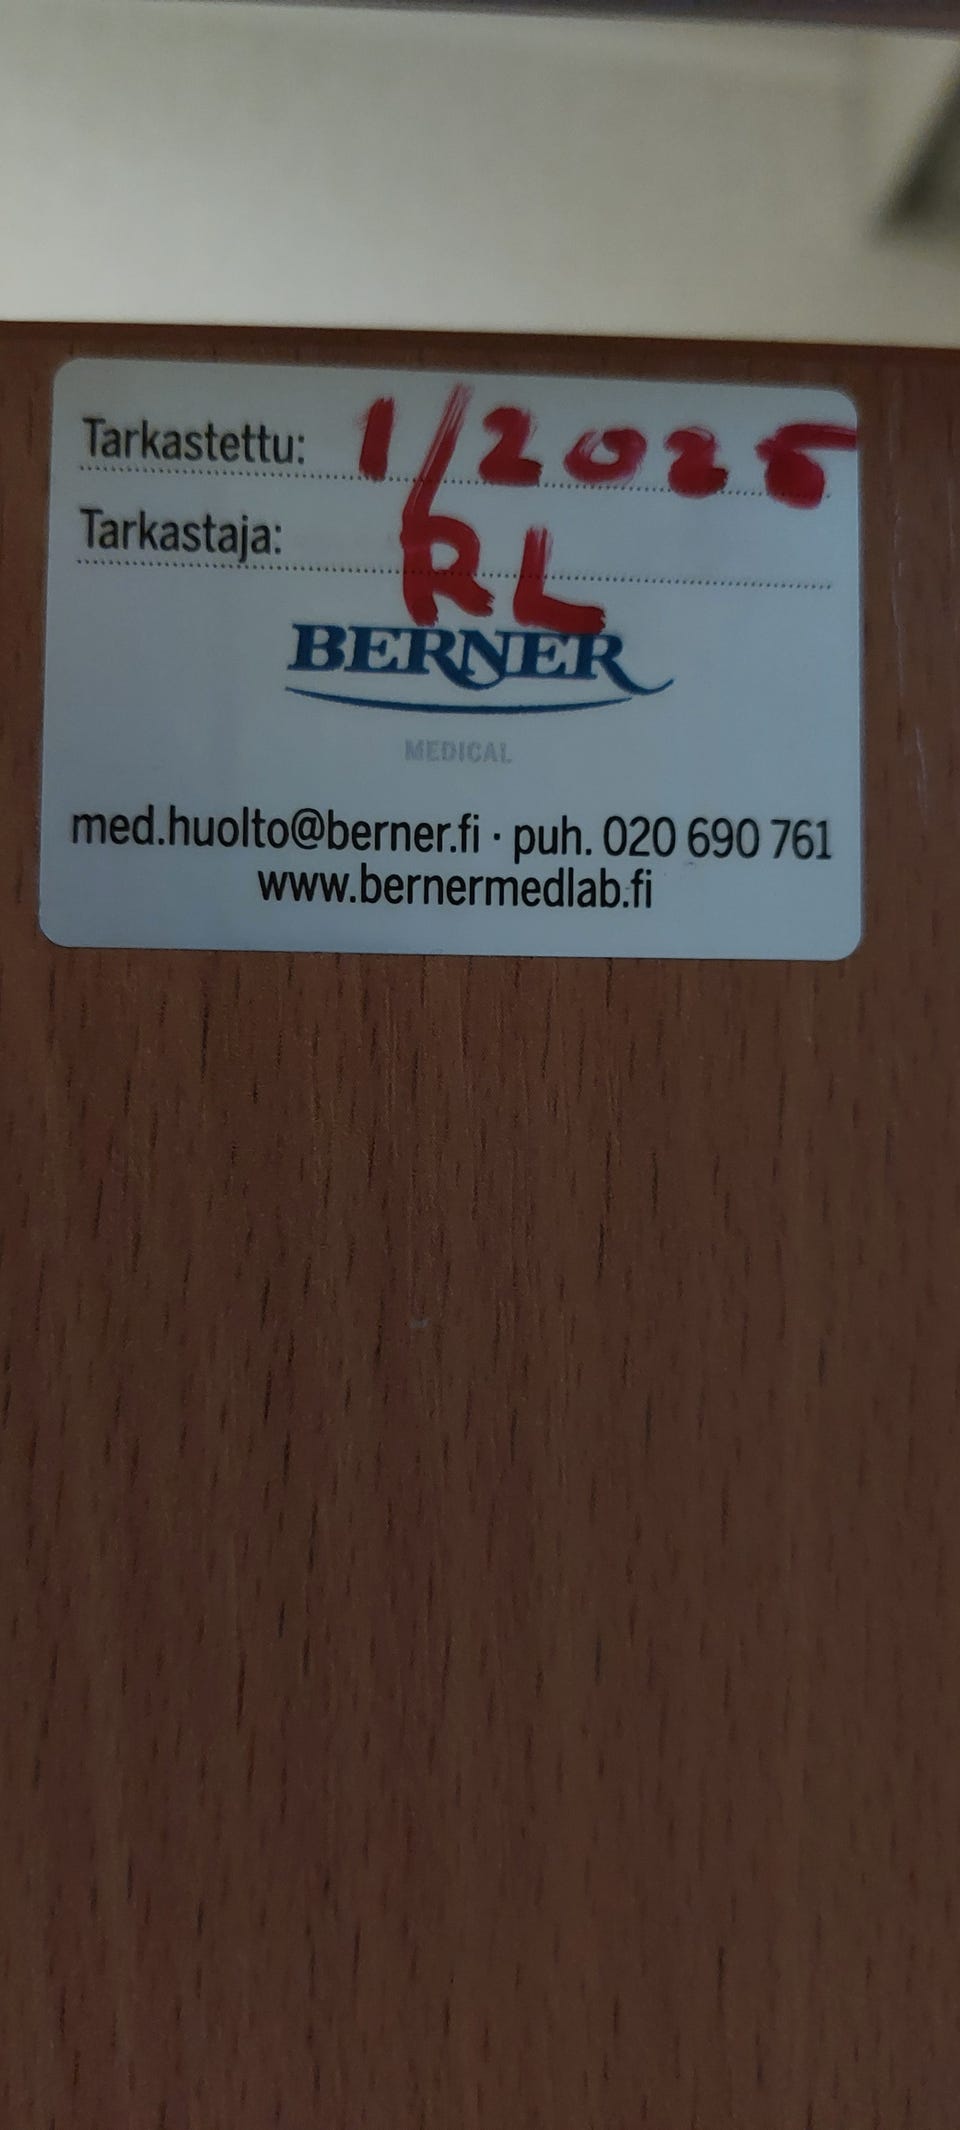 Tarkastettu: 1/2025
Tarkastaja: RL
BERNER
MEDICAL
med.huolto@berner.fi · puh. 020 690 761
www.bernermedlab.fi